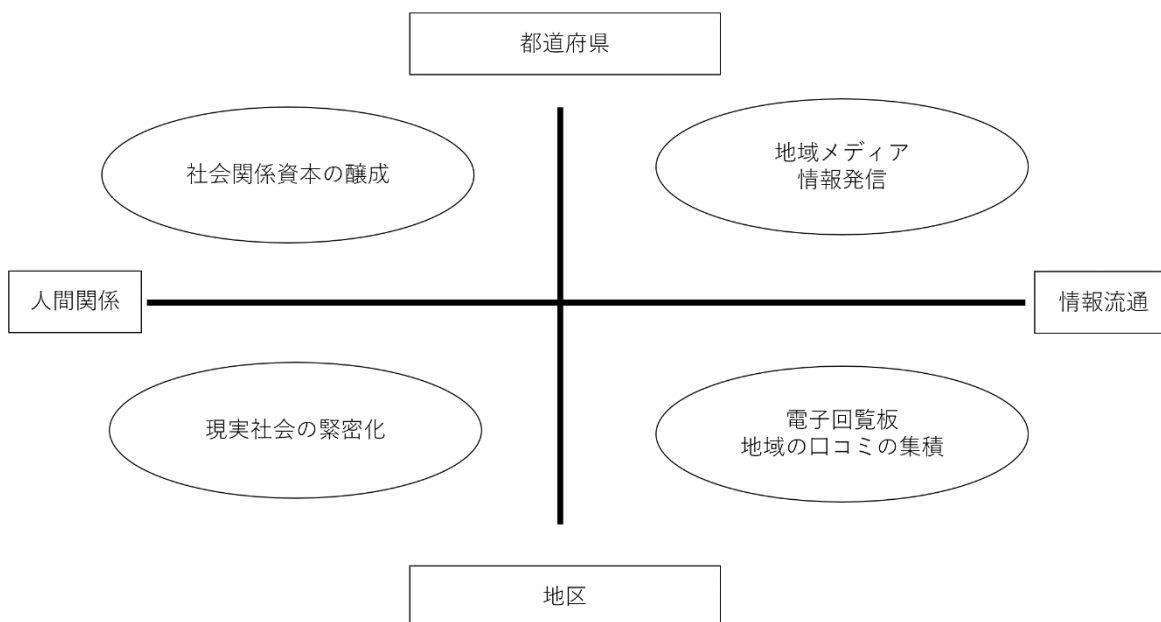 都道府県
社会関係資本の醸成
地域メディア
情報発信
人間関係
情報流通
現実社会の緊密化
電子回覧板
地域の口コミの集積
地区